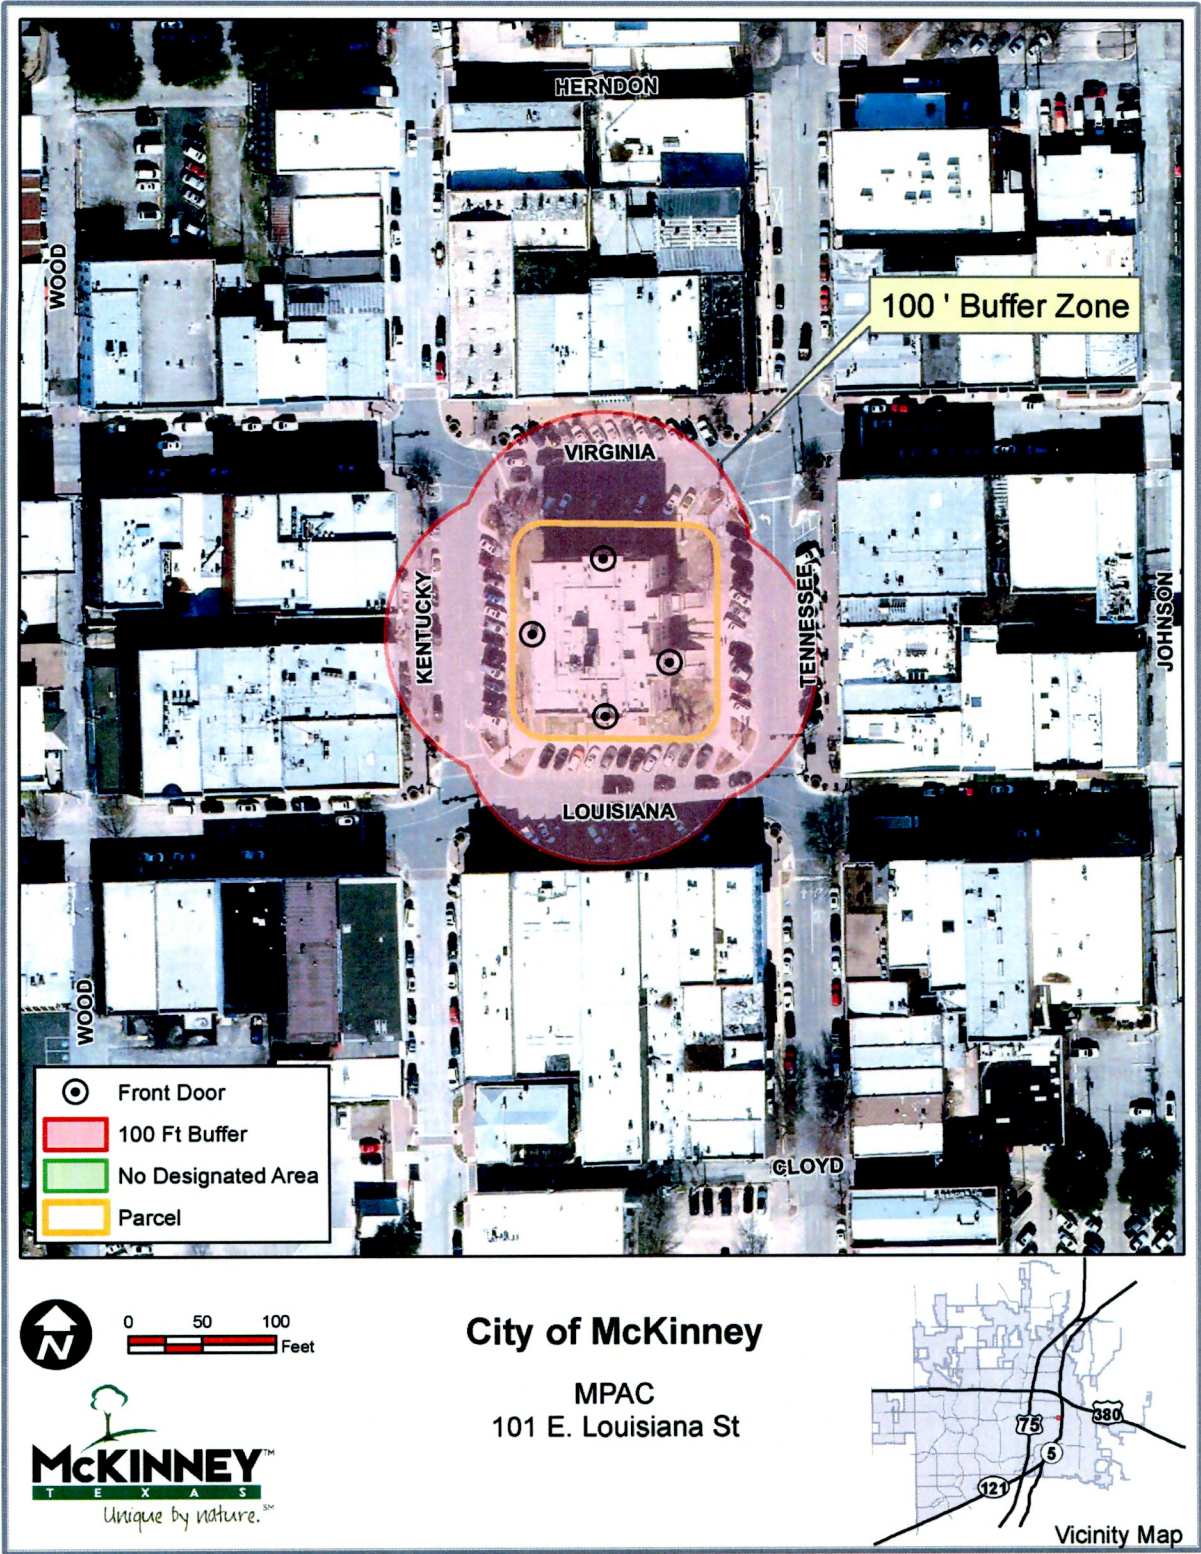 HERNDON
WOOD
100 ' Buffer Zone
VIRGINIA
KENTUCKY
TENNESSEE
JOHNSON
LOUISIANA
WOOD
CLOYD
Front Door
100 Ft Buffer
No Designated Area
Parcel
N
0 50 100
Feet
City of McKinney
MPAC
101 E. Louisiana St
McKINNEY™
TEXAS
Unique by nature.℠
75
380
5
121
Vicinity Map